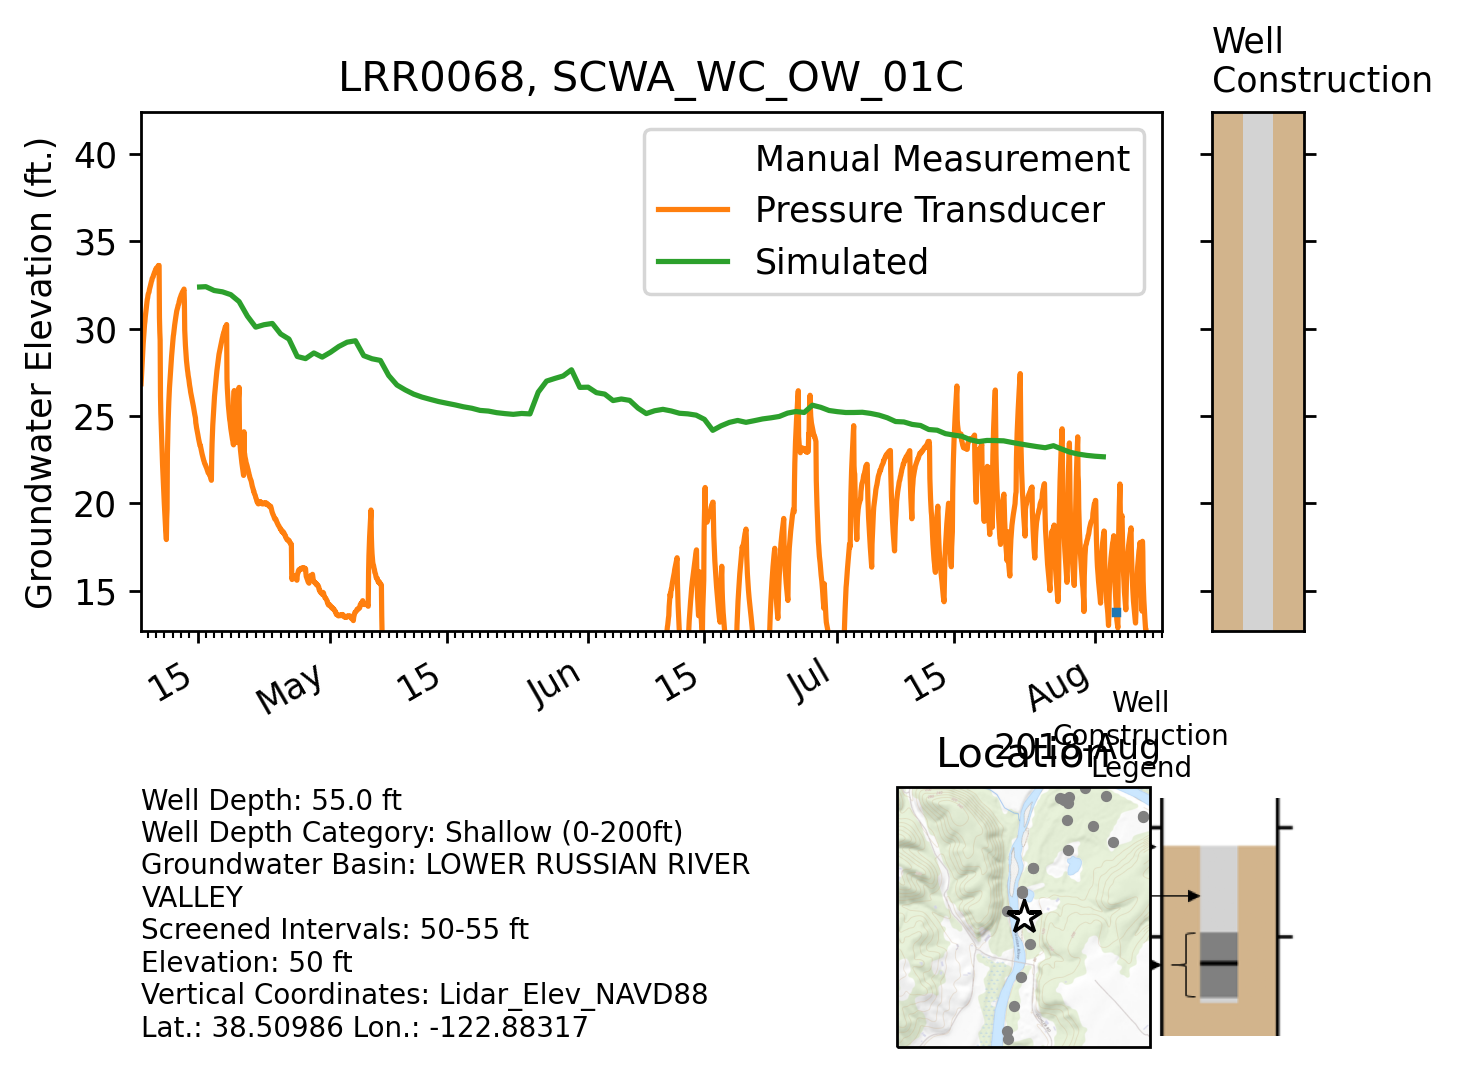 Well
Construction
LRR0068, SCWA_WC_OW_01C
Groundwater Elevation (ft.)
40
35
30
25
20
15
Manual Measurement
Pressure Transducer
Simulated
15
May
15
Jun
15
Jul
15
Aug
2018-Aug
Location
Well
Construction
Legend
Well Depth: 55.0 ft
Well Depth Category: Shallow (0-200ft)
Groundwater Basin: LOWER RUSSIAN RIVER
VALLEY
Screened Intervals: 50-55 ft
Elevation: 50 ft
Vertical Coordinates: Lidar_Elev_NAVD88
Lat.: 38.50986 Lon.: -122.88317